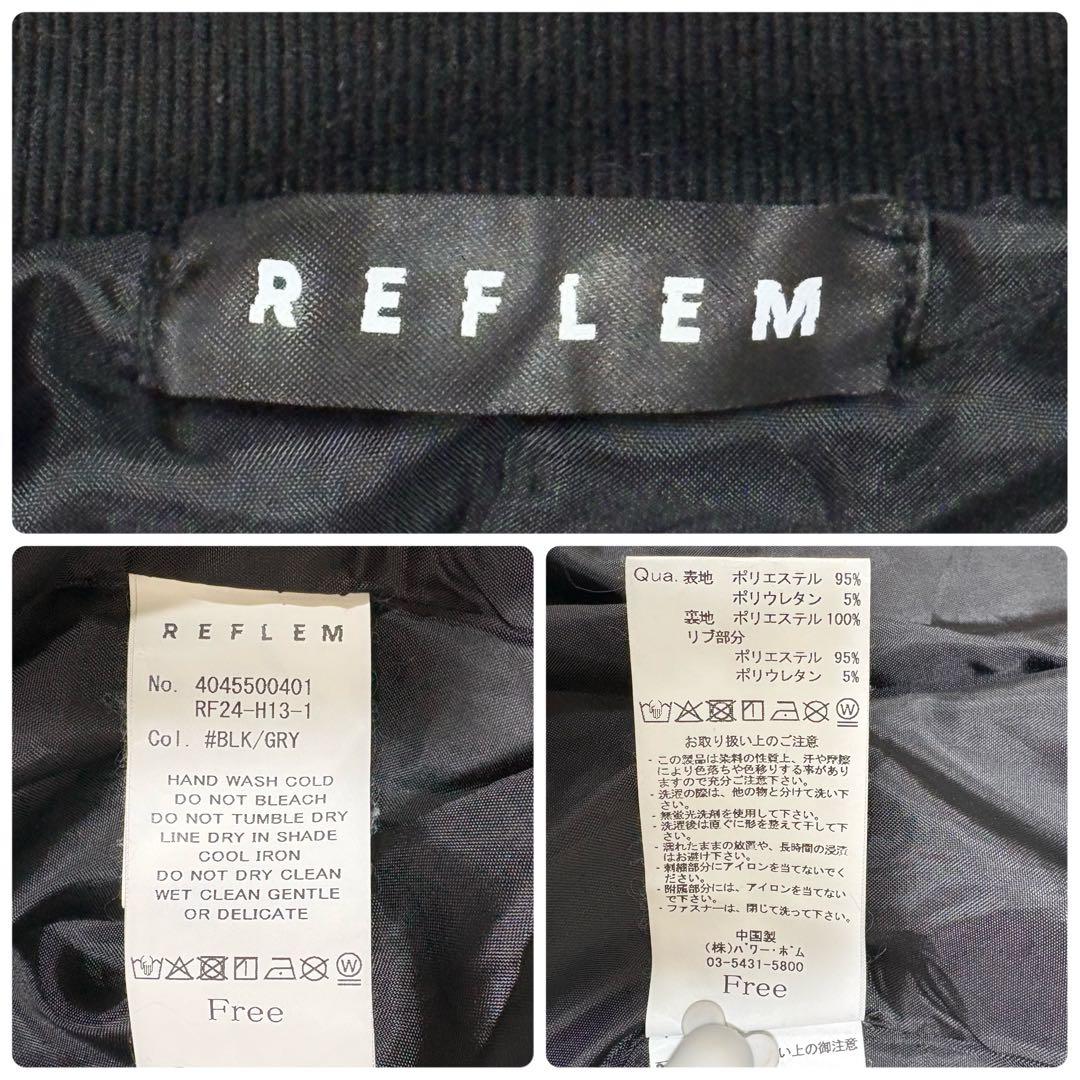 REFLEM
REFLEM
No. 4045500401
RF24-H13-1
Col. #BLK/GRY
HAND WASH COLD
DO NOT BLEACH
DO NOT TUMBLE DRY
LINE DRY IN SHADE
COOL IRON
DO NOT DRY CLEAN
WET CLEAN GENTLE
OR DELICATE
W
Free
Qua. 表地 ポリエステル 95%
ポリウレタン 5%
裏地 ポリエステル 100%
リブ部分
ポリエステル 95%
ポリウレタン 5%
W
お取り扱い上のご注意
- この製品は染料の性質上、汗や摩擦
により色落ちや色移りする事があり
ますので充分ご注意下さい。
- 洗濯の際は、他の物と分けて洗い下
さい。
- 無蛍光洗剤を使用して下さい。
- 洗濯後は直ぐに形を整えて干して下
さい。
- 濡れたままの放置や、長時間の浸漬
はお避け下さい。
- 刺繍部分にアイロンを当てないでく
ださい。
- 附属部分には、アイロンを当てない
で下さい。
- ファスナーは、閉じて洗って下さい。
中国製
(株)パワー・ホーム
03-5431-5800
Free
い上の御注意